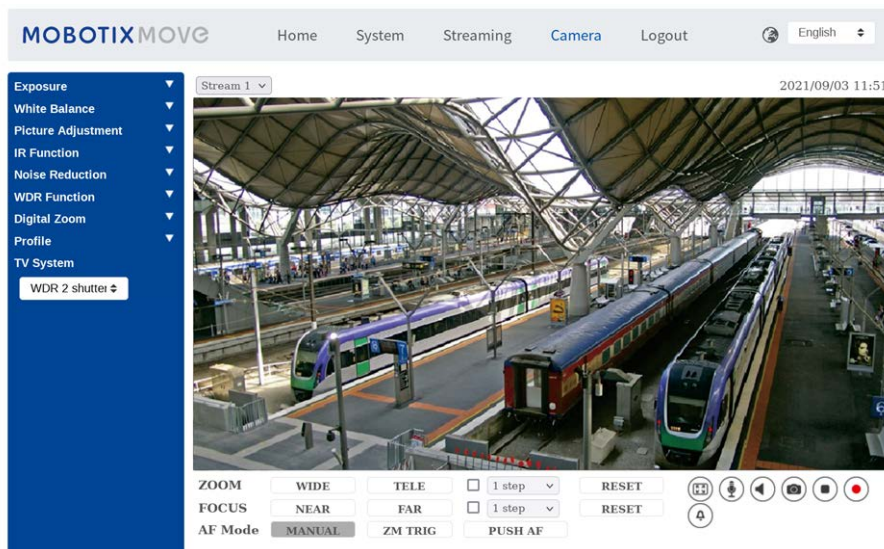 MOBOTIX MOVE Home System Streaming Camera Logout English
Exposure
White Balance
Picture Adjustment
IR Function
Noise Reduction
WDR Function
Digital Zoom
Profile
TV System
WDR 2 shutter
Stream 1 2021/09/03 11:51
ZOOM WIDE TELE 1 step RESET
FOCUS NEAR FAR 1 step RESET
AF Mode MANUAL ZM TRIG PUSH AF